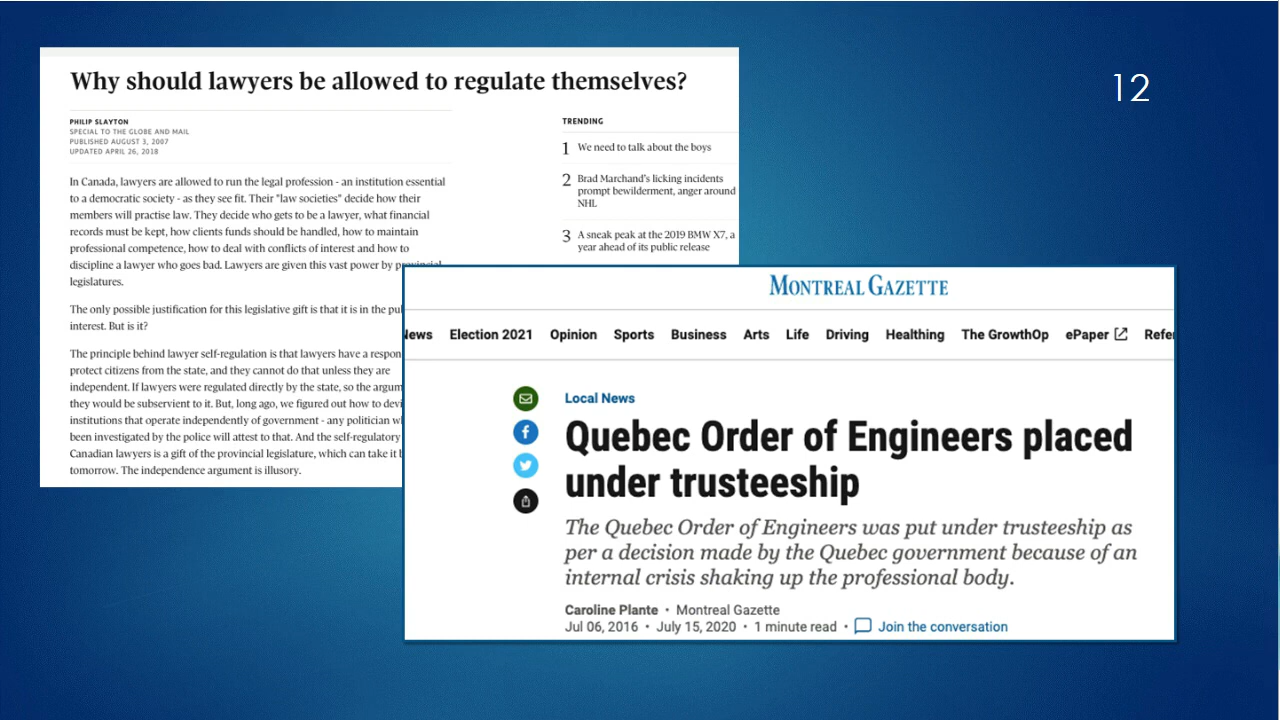 12
Why should lawyers be allowed to regulate themselves?
PHILIP SLAYTON
SPECIAL TO THE GLOBE AND MAIL
PUBLISHED AUGUST 3, 2007
UPDATED APRIL 26, 2018
In Canada, lawyers are allowed to run the legal profession - an institution essential
to a democratic society - as they see fit. Their "law societies" decide how their
members will practise law. They decide who gets to be a lawyer, what financial
records must be kept, how clients funds should be handled, how to maintain
professional competence, how to deal with conflicts of interest and how to
discipline a lawyer who goes bad. Lawyers are given this vast power by provincial
legislatures.
The only possible justification for this legislative gift is that it is in the
interest. But is it?
The principle behind lawyer self-regulation is that lawyers have a
protect citizens from the state, and they cannot do that unless they are
independent. If lawyers were regulated directly by the state, so the
they would be subservient to it. But, long ago, we figured out how to
institutions that operate independently of government - any politician
been investigated by the police will attest to that. And the self-regulatory
Canadian lawyers is a gift of the provincial legislature, which can take it
tomorrow. The independence argument is illusory.
TRENDING
1 We need to talk about the boys
2 Brad Marchand's licking incidents
prompt bewilderment, anger around
NHL
3 A sneak peak at the 2019 BMW X7, a
year ahead of its public release
MONTREAL GAZETTE
News Election 2021 Opinion Sports Business Arts Life Driving Healthing The GrowthOp ePaper
Local News
Quebec Order of Engineers placed
under trusteeship
The Quebec Order of Engineers was put under trusteeship as
per a decision made by the Quebec government because of an
internal crisis shaking up the professional body.
Caroline Plante • Montreal Gazette
Jul 06, 2016 • July 15, 2020 • 1 minute read • Join the conversation